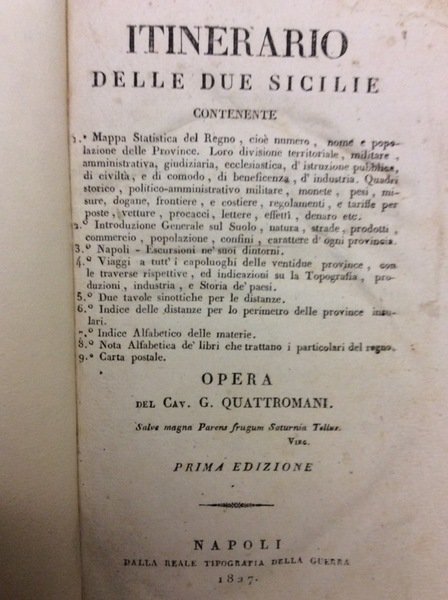 ITINERARIO
DELLE DUE SICILIE
CONTENENTE
1.° Mappa Statistica del Regno, cioè numero, nome e popo-
lazione delle Province. Loro divisione territoriale, militare,
amministrativa, giudiziaria, ecclesiastica, d'istruzione pubblica,
di civiltà, e di comodo, di beneficenza, d'industria. Quadri
storico, politico-amministrativo militare, monete, pesi, mi-
sure, dogane, frontiere, e costiere, regolamenti, e tariffe per
poste, vetture, procacci, lettere, effetti, denaro etc.
2.° Introduzione Generale sul Suolo, natura, strade, prodotti,
commercio, popolazione, confini, carattere d'ogni provincia.
3.° Napoli - Escursioni ne' suoi dintorni.
4.° Viaggi a tutt'i capoluoghi delle ventidue province, con
le traverse rispettive, ed indicazioni su la Topografia, pro-
duzioni, industria, e Storia de' paesi.
5.° Due tavole sinottiche per le distanze.
6.° Indice delle distanze per lo perimetro delle province insu-
lari.
7.° Indice Alfabetico delle materie.
8.° Nota Alfabetica de' libri che trattano i particolari del regno.
9.° Carta postale.
OPERA
DEL CAV. G. QUATTROMANI.
Salve magna Parens frugum Saturnia Tellus.
VIRG.
PRIMA EDIZIONE
NAPOLI
DALLA REALE TIPOGRAFIA DELLA GUERRA
1827.